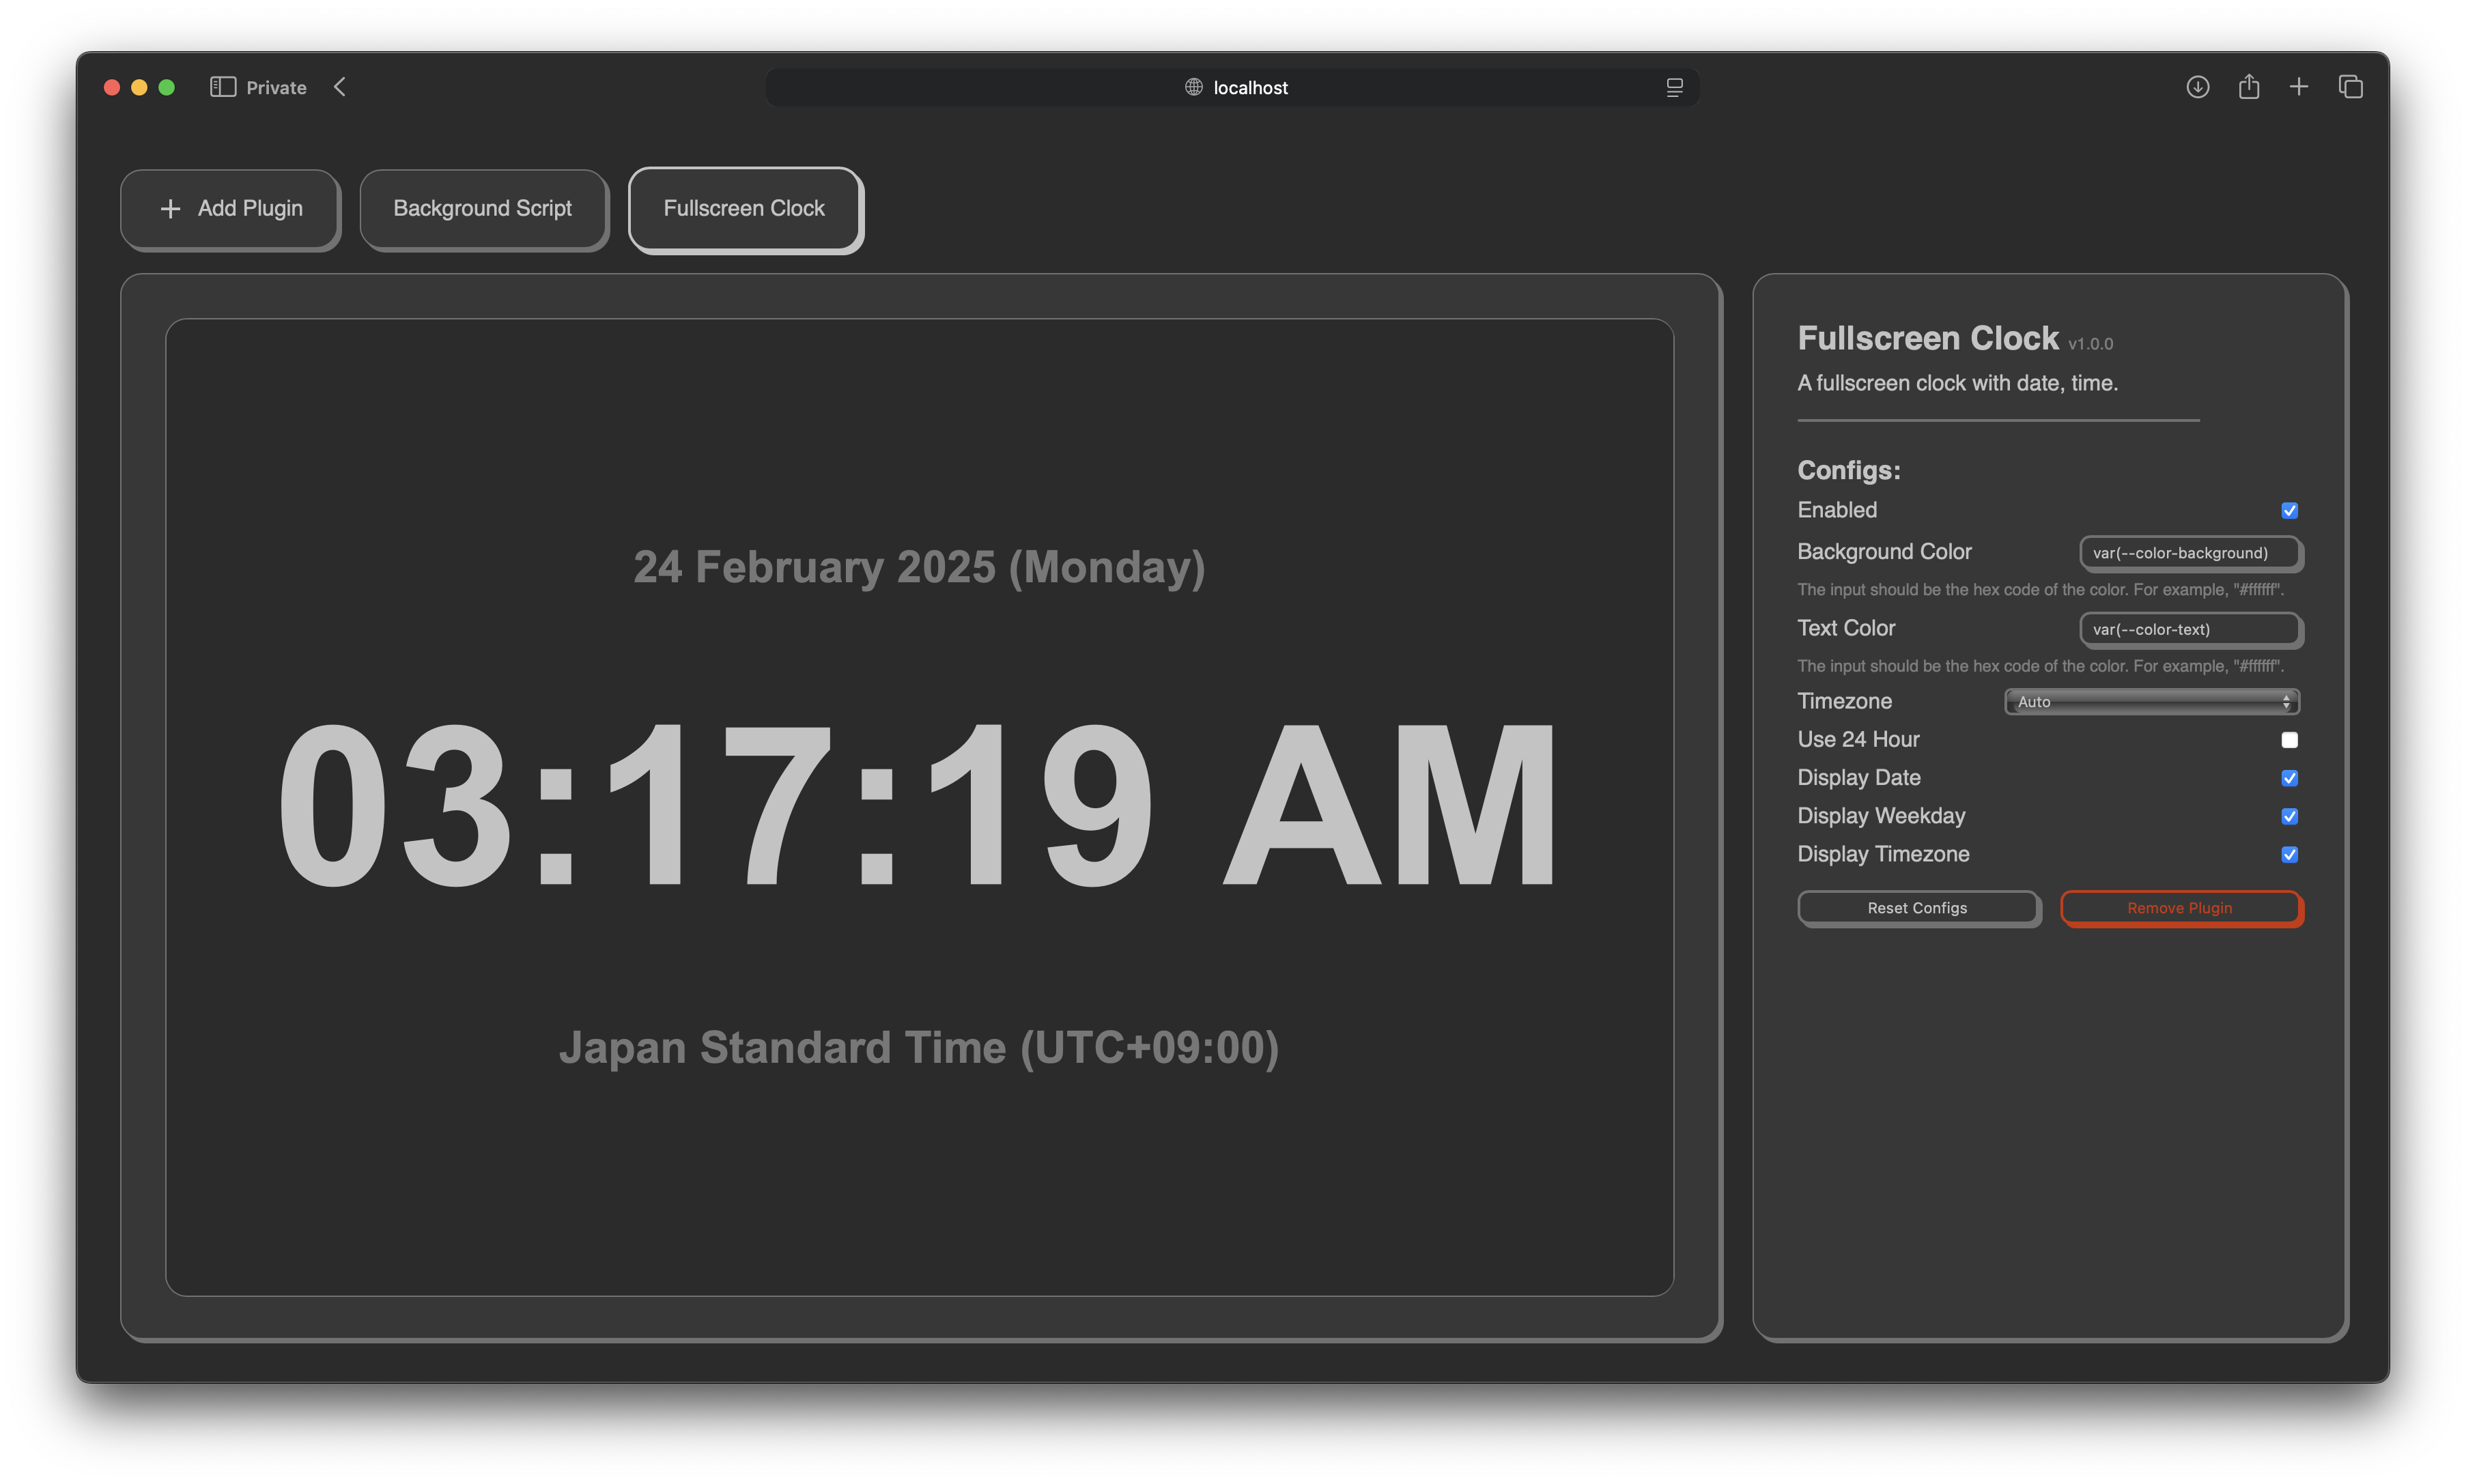 Private
localhost
Add Plugin
Background Script
Fullscreen Clock
24 February 2025 (Monday)
03:17:19 AM
Japan Standard Time (UTC+09:00)
Fullscreen Clock v1.0.0
A fullscreen clock with date, time.
Configs:
Enabled
Background Color var(--color-background)
The input should be the hex code of the color. For example, "#ffffff".
Text Color var(--color-text)
The input should be the hex code of the color. For example, "#ffffff".
Timezone Auto
Use 24 Hour
Display Date
Display Weekday
Display Timezone
Reset Configs Remove Plugin